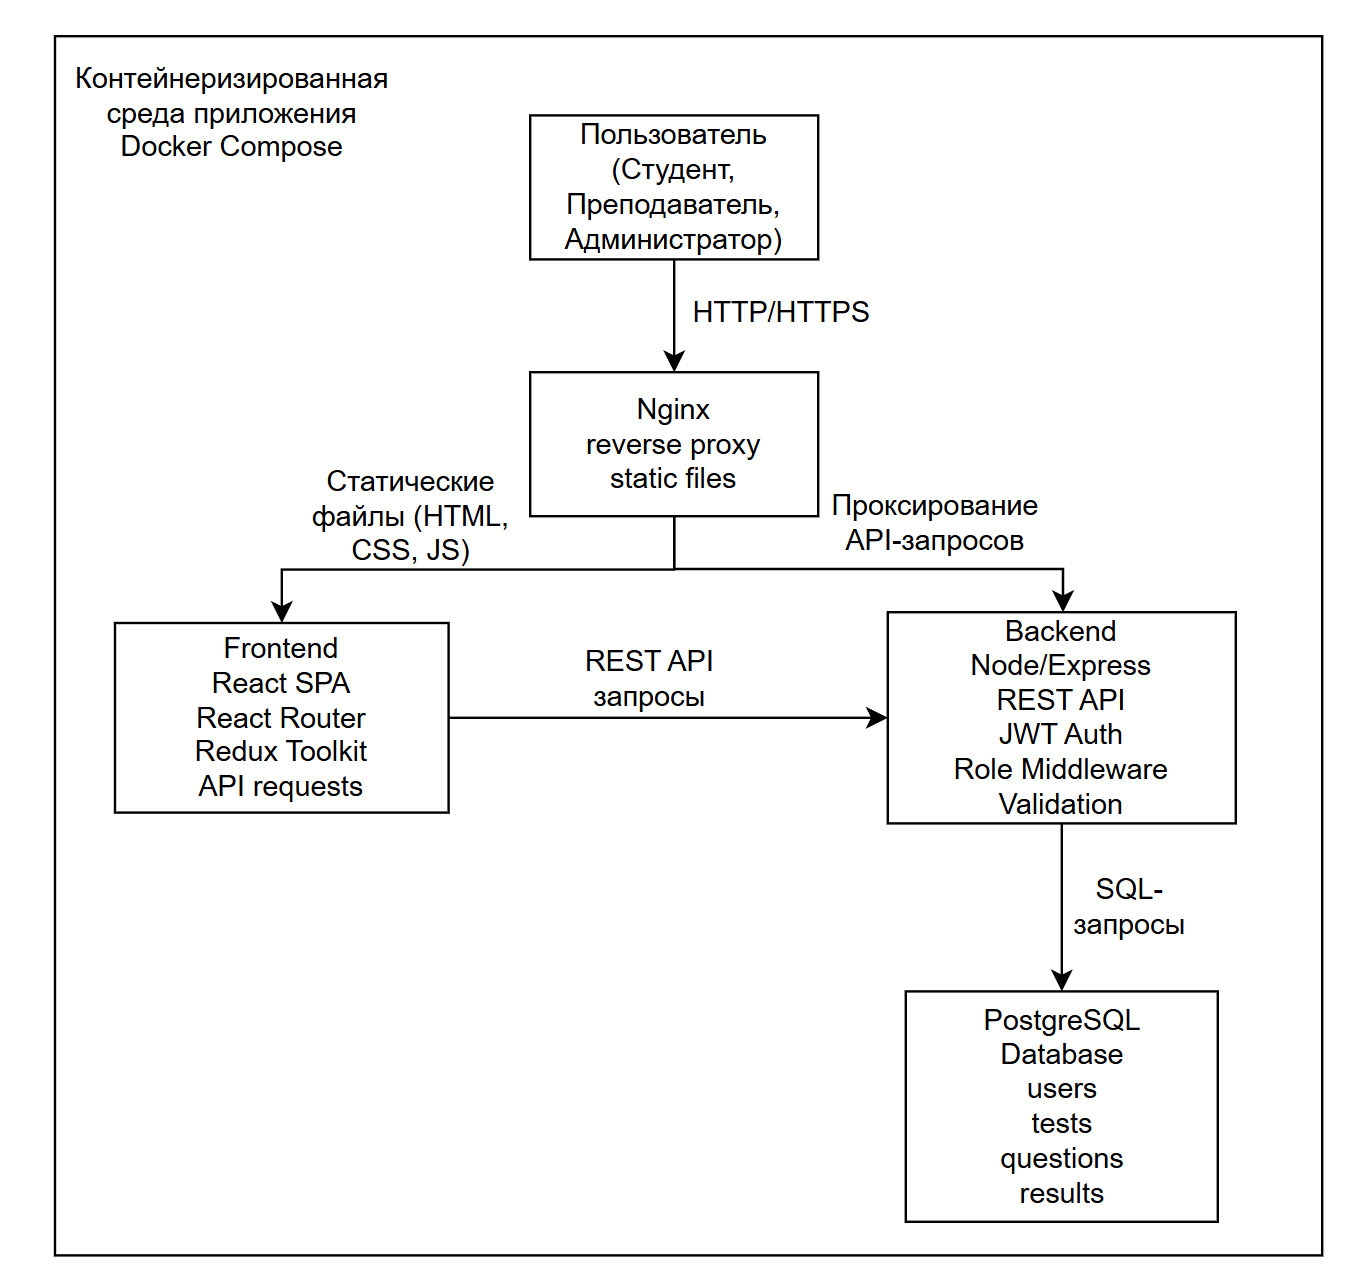 Контейнеризированная
среда приложения
Docker Compose
Пользователь
(Студент,
Преподаватель,
Администратор)
HTTP/HTTPS
Nginx
reverse proxy
static files
Статические
файлы (HTML,
CSS, JS)
Проксирование
API-запросов
Frontend
React SPA
React Router
Redux Toolkit
API requests
REST API
запросы
Backend
Node/Express
REST API
JWT Auth
Role Middleware
Validation
SQL-
запросы
PostgreSQL
Database
users
tests
questions
results